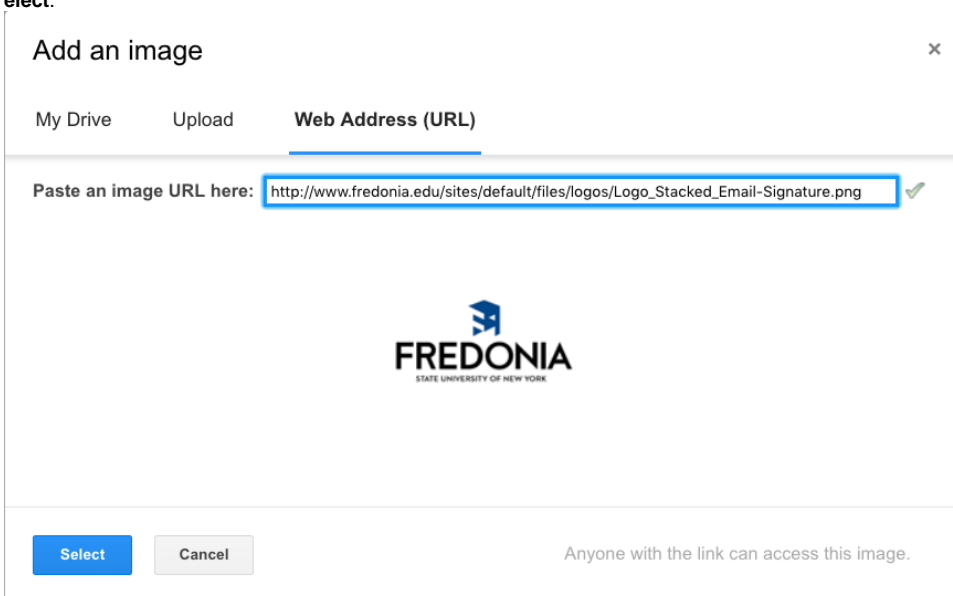 elect.
Add an image ×
My Drive Upload Web Address (URL)
Paste an image URL here: http://www.fredonia.edu/sites/default/files/logos/Logo_Stacked_Email-Signature.png
FREDONIA
STATE UNIVERSITY OF NEW YORK
Select Cancel Anyone with the link can access this image.